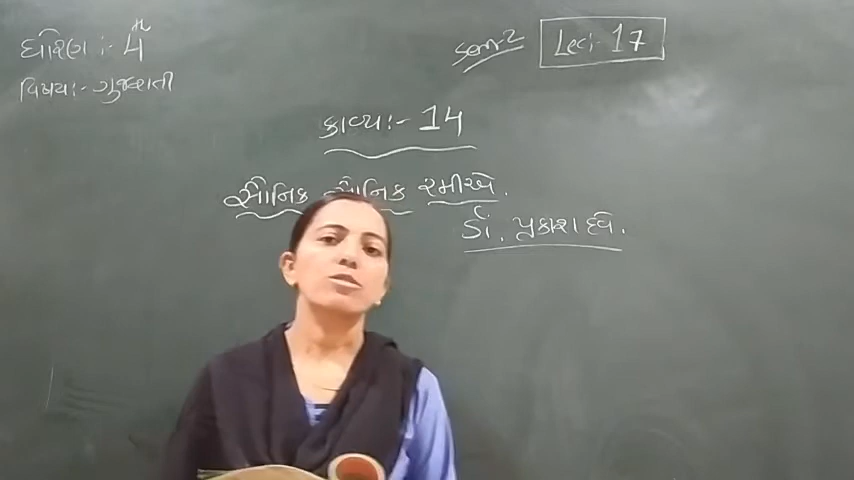 ધોરણ :- 4th
વિષય:- ગુજરાતી
sem-2
Lec:- 17
કાવ્ય:- 14
સૈનિક સૈનિક રમીએ.
ડૉ. પ્રકાશ દવે.